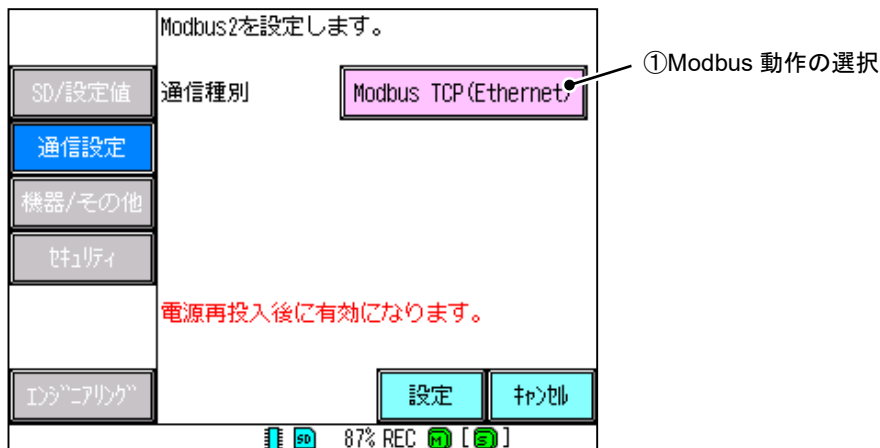 Modbus2を設定します。
①Modbus 動作の選択
SD/設定値
通信種別
Modbus TCP(Ethernet)
通信設定
機器/その他
ｾｷｭﾘﾃｨ
電源再投入後に有効になります。
ｴﾝｼﾞﾆｱﾘﾝｸﾞ
設定
ｷｬﾝｾﾙ
SD 87% REC M [S]